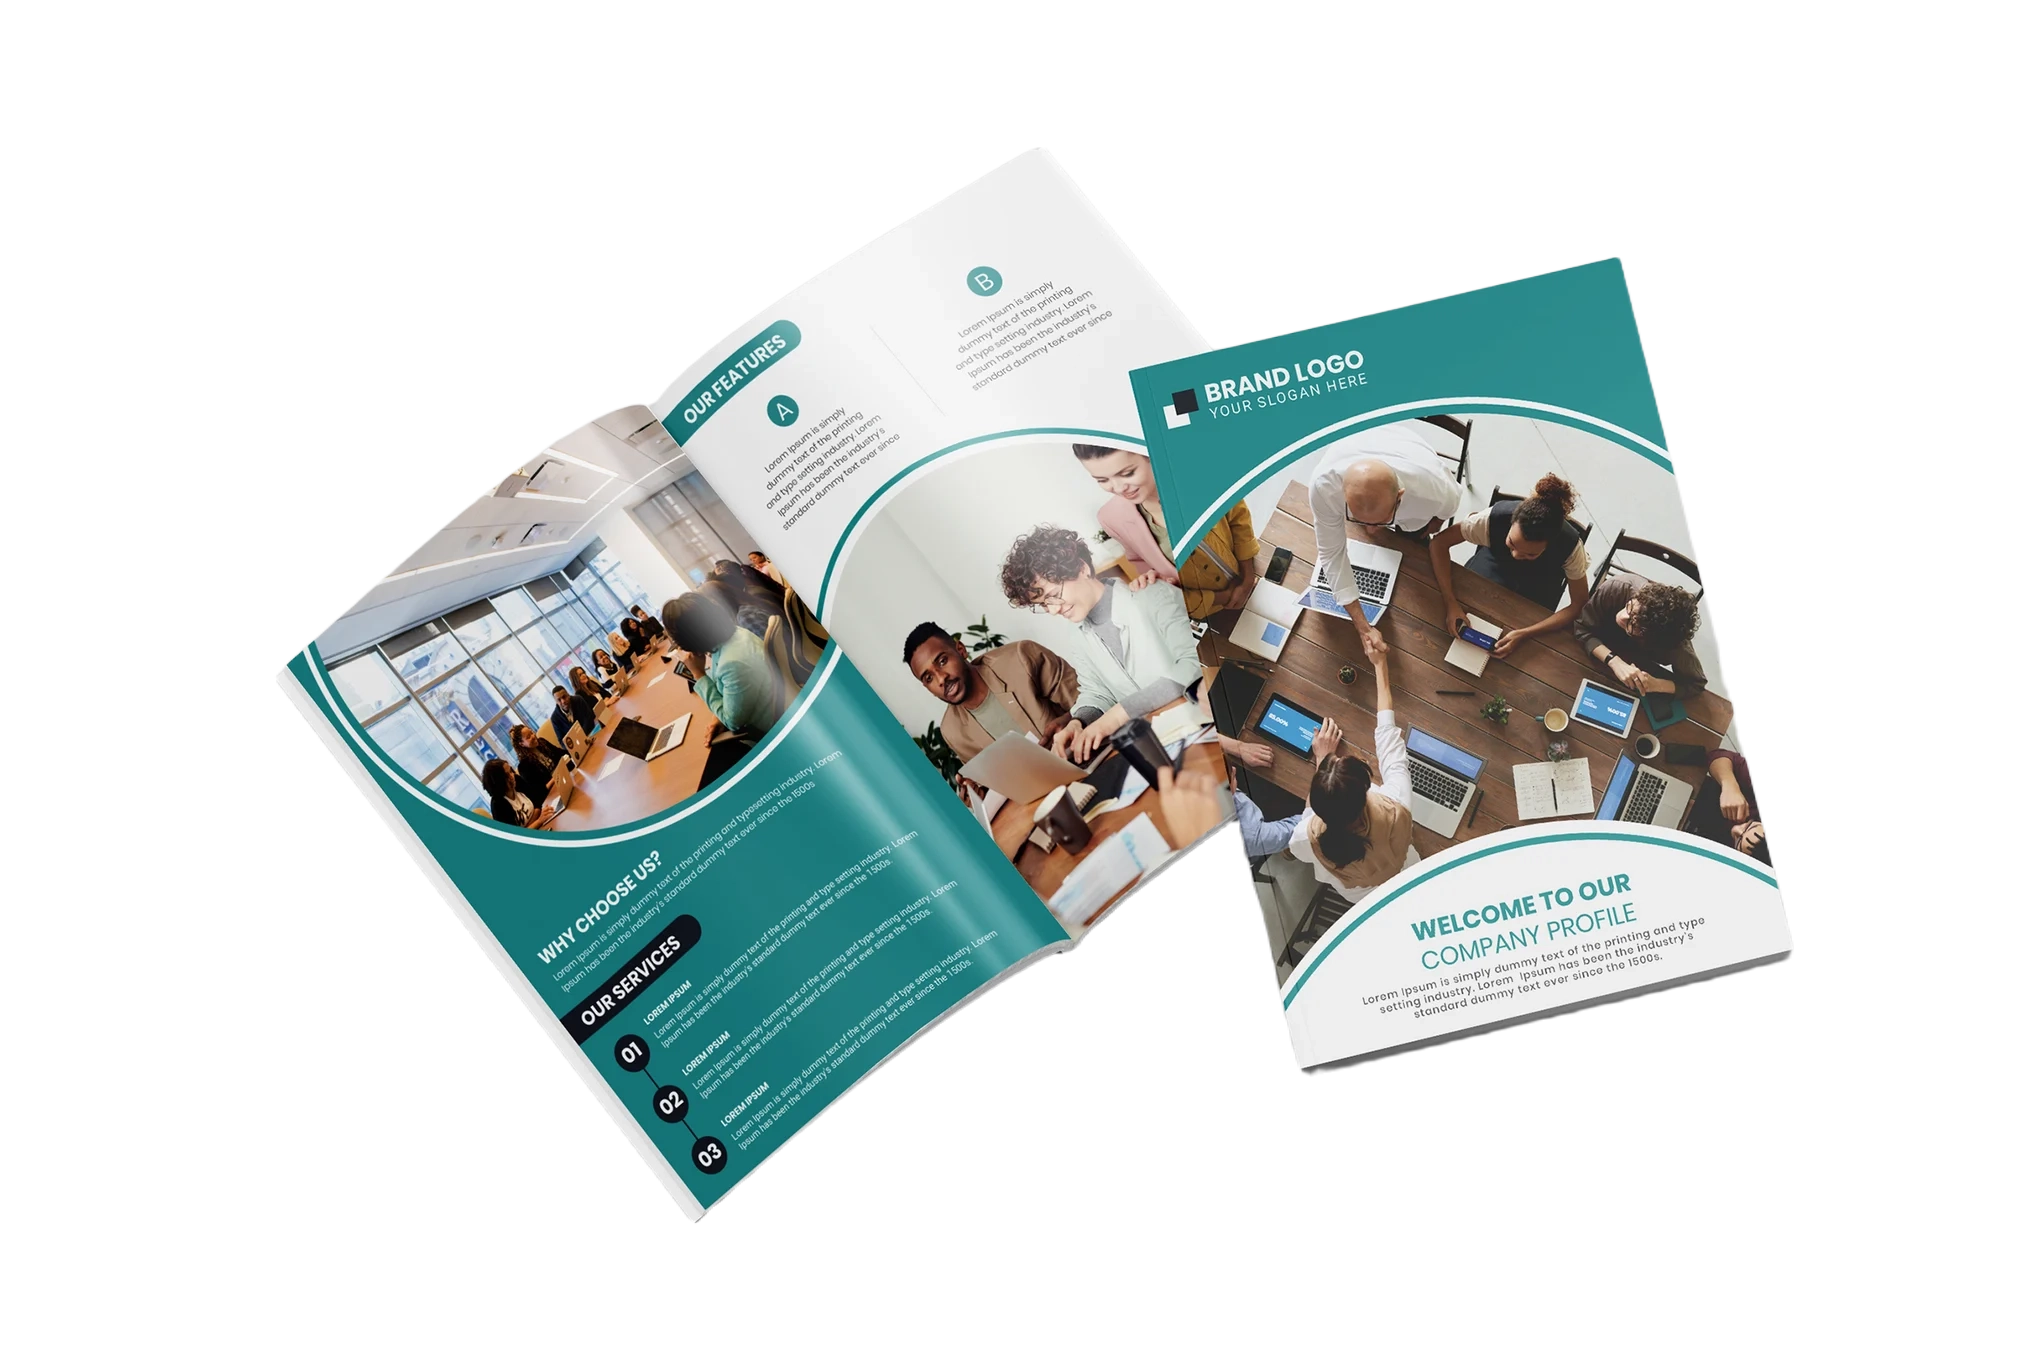 OUR FEATURES
A
Lorem Ipsum is simply
dummy text of the printing
and type setting industry. Lorem
Ipsum has been the industry's
standard dummy text ever since
B
Lorem Ipsum is simply
dummy text of the printing
and type setting industry. Lorem
Ipsum has been the industry's
standard dummy text ever since
WHY CHOOSE US?
Lorem Ipsum is simply dummy text of the printing and typesetting industry. Lorem
Ipsum has been the industry's standard dummy text ever since the 1500s
OUR SERVICES
01
LOREM IPSUM
Lorem Ipsum is simply dummy text of the printing and type setting industry. Lorem
Ipsum has been the industry's standard dummy text ever since the 1500s.
02
LOREM IPSUM
Lorem Ipsum is simply dummy text of the printing and type setting industry. Lorem
Ipsum has been the industry's standard dummy text ever since the 1500s.
03
LOREM IPSUM
Lorem Ipsum is simply dummy text of the printing and type setting industry. Lorem
Ipsum has been the industry's standard dummy text ever since the 1500s.
BRAND LOGO
YOUR SLOGAN HERE
WELCOME TO OUR
COMPANY PROFILE
Lorem Ipsum is simply dummy text of the printing and type
setting industry. Lorem Ipsum has been the industry's
standard dummy text ever since the 1500s.